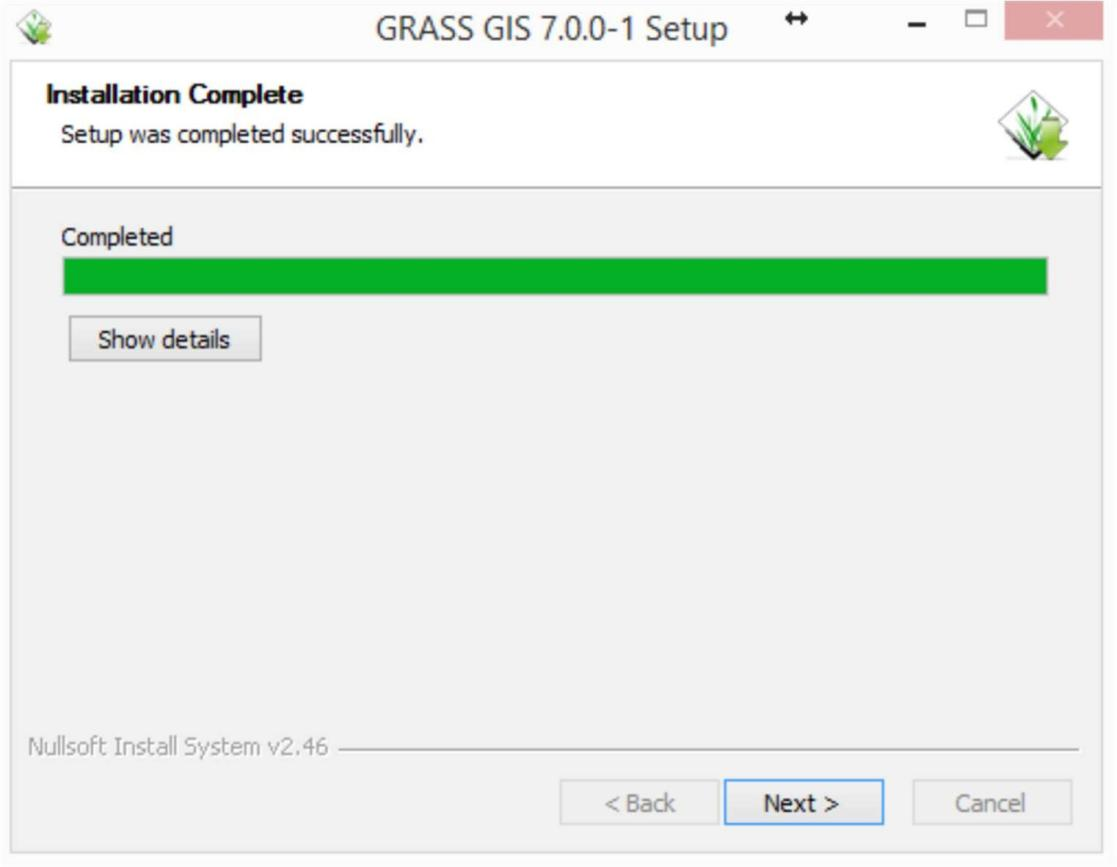 GRASS GIS 7.0.0-1 Setup
Installation Complete
Setup was completed successfully.
Completed
Show details
Nullsoft Install System v2.46
< Back Next > Cancel